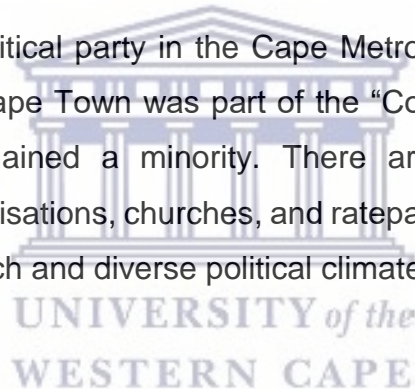 itical party in the Cape Metro
ape Town was part of the “Co
ained a minority. There ar
isations, churches, and ratepa
ch and diverse political climate
UNIVERSITY of the
WESTERN CAPE